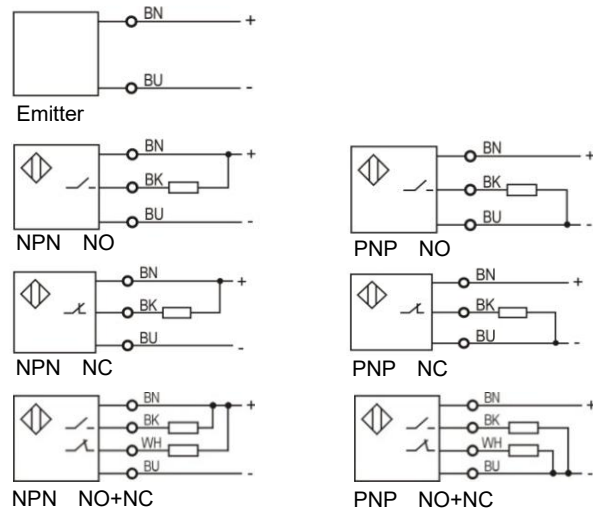 BN +
BU -
Emitter
BN +
BK
BU -
NPN NO
BN +
BK
BU -
PNP NO
BN +
BK
BU -
NPN NC
BN +
BK
BU -
PNP NC
BN +
BK
WH
BU -
NPN NO+NC
BN +
BK
WH
BU -
PNP NO+NC